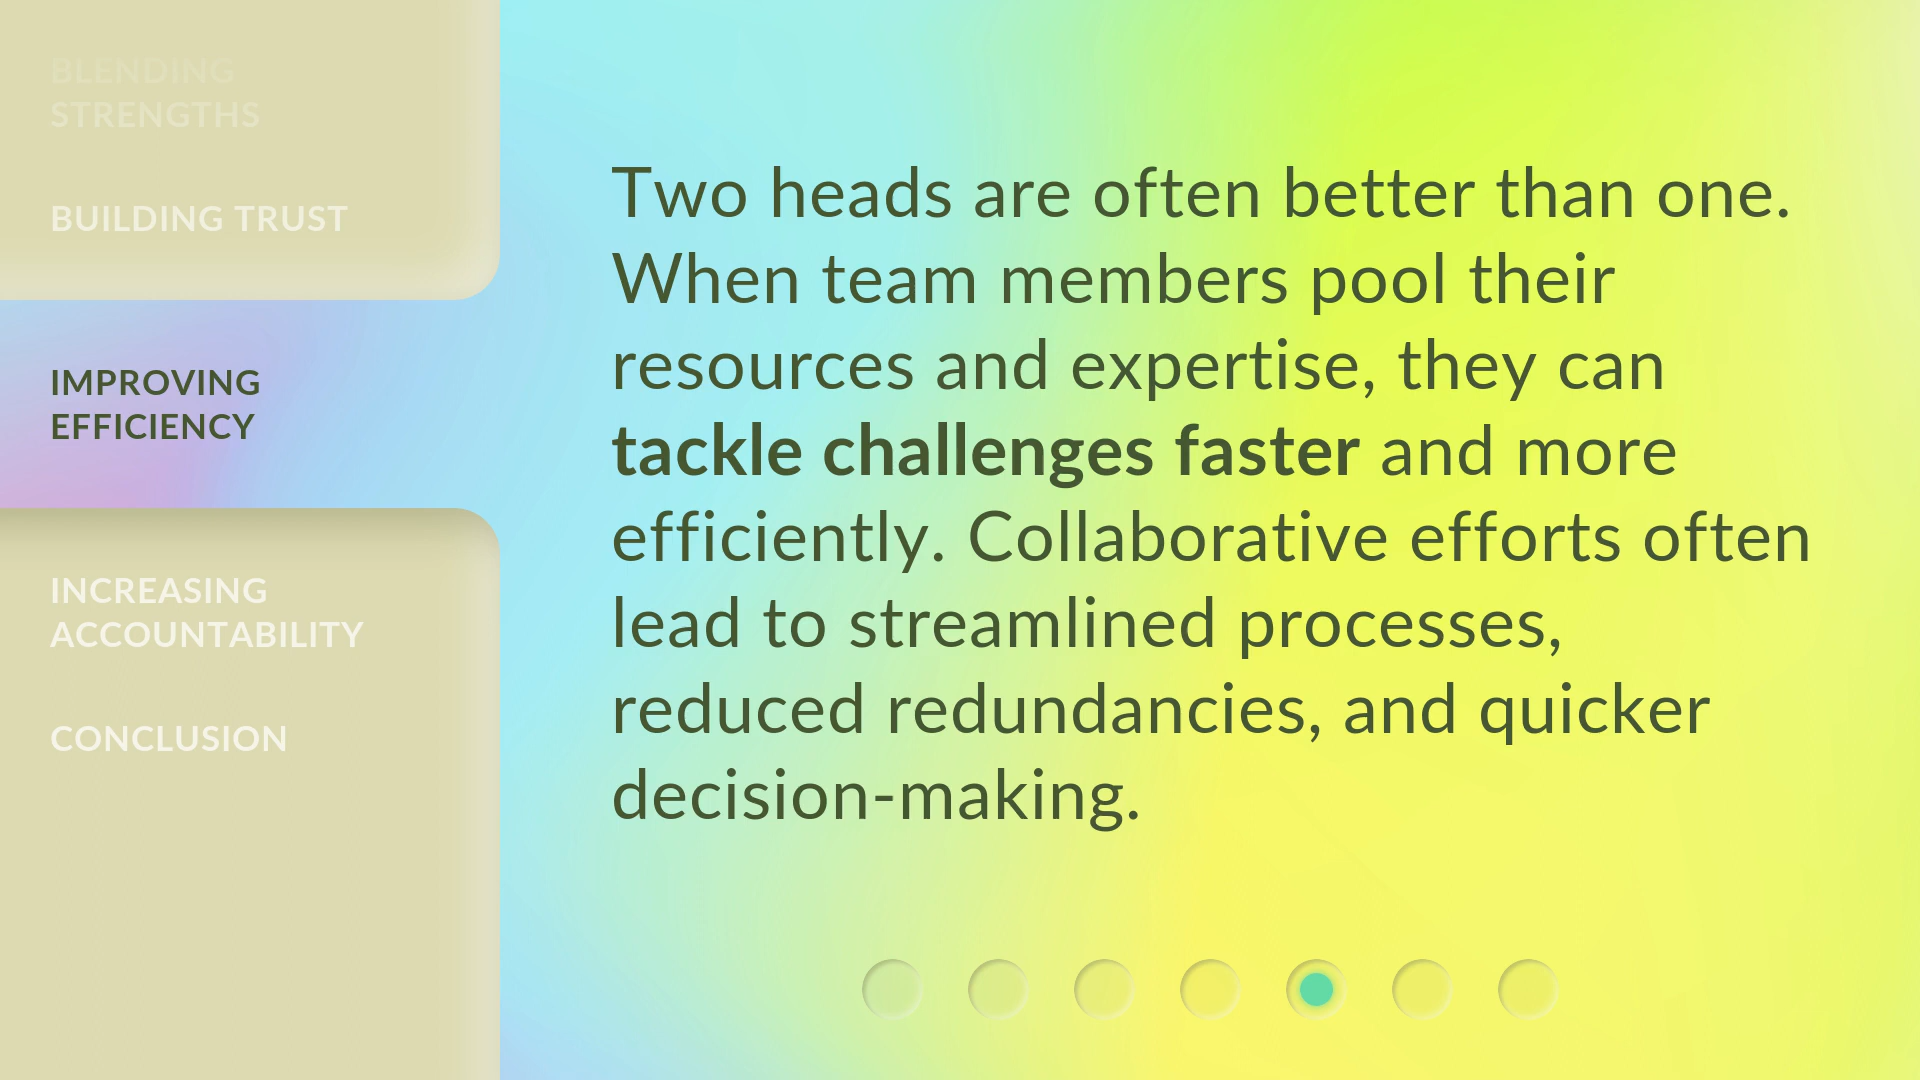 BLENDING
STRENGTHS
BUILDING TRUST
IMPROVING
EFFICIENCY
INCREASING
ACCOUNTABILITY
CONCLUSION
Two heads are often better than one.
When team members pool their
resources and expertise, they can
tackle challenges faster and more
efficiently. Collaborative efforts often
lead to streamlined processes,
reduced redundancies, and quicker
decision-making.